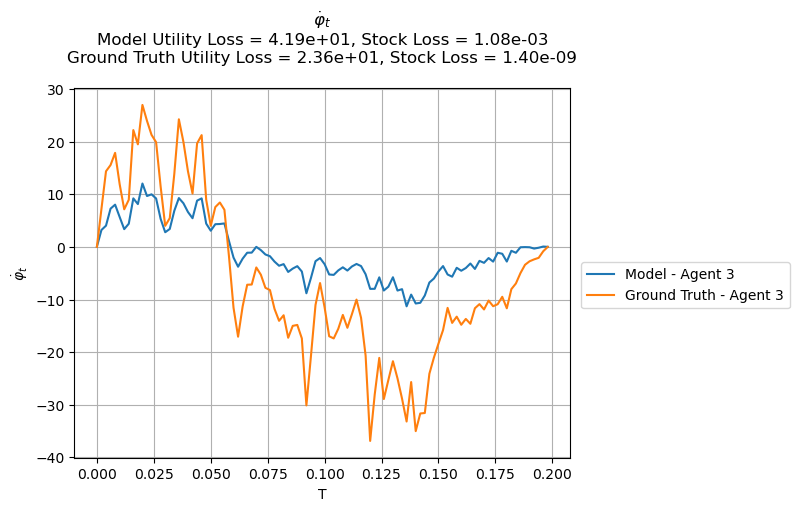 φ̇ₜ
Model Utility Loss = 4.19e+01, Stock Loss = 1.08e-03
Ground Truth Utility Loss = 2.36e+01, Stock Loss = 1.40e-09
30
20
10
0
−10
−20
−30
−40
φ̇ₜ
0.000
0.025
0.050
0.075
0.100
0.125
0.150
0.175
0.200
T
Model - Agent 3
Ground Truth - Agent 3